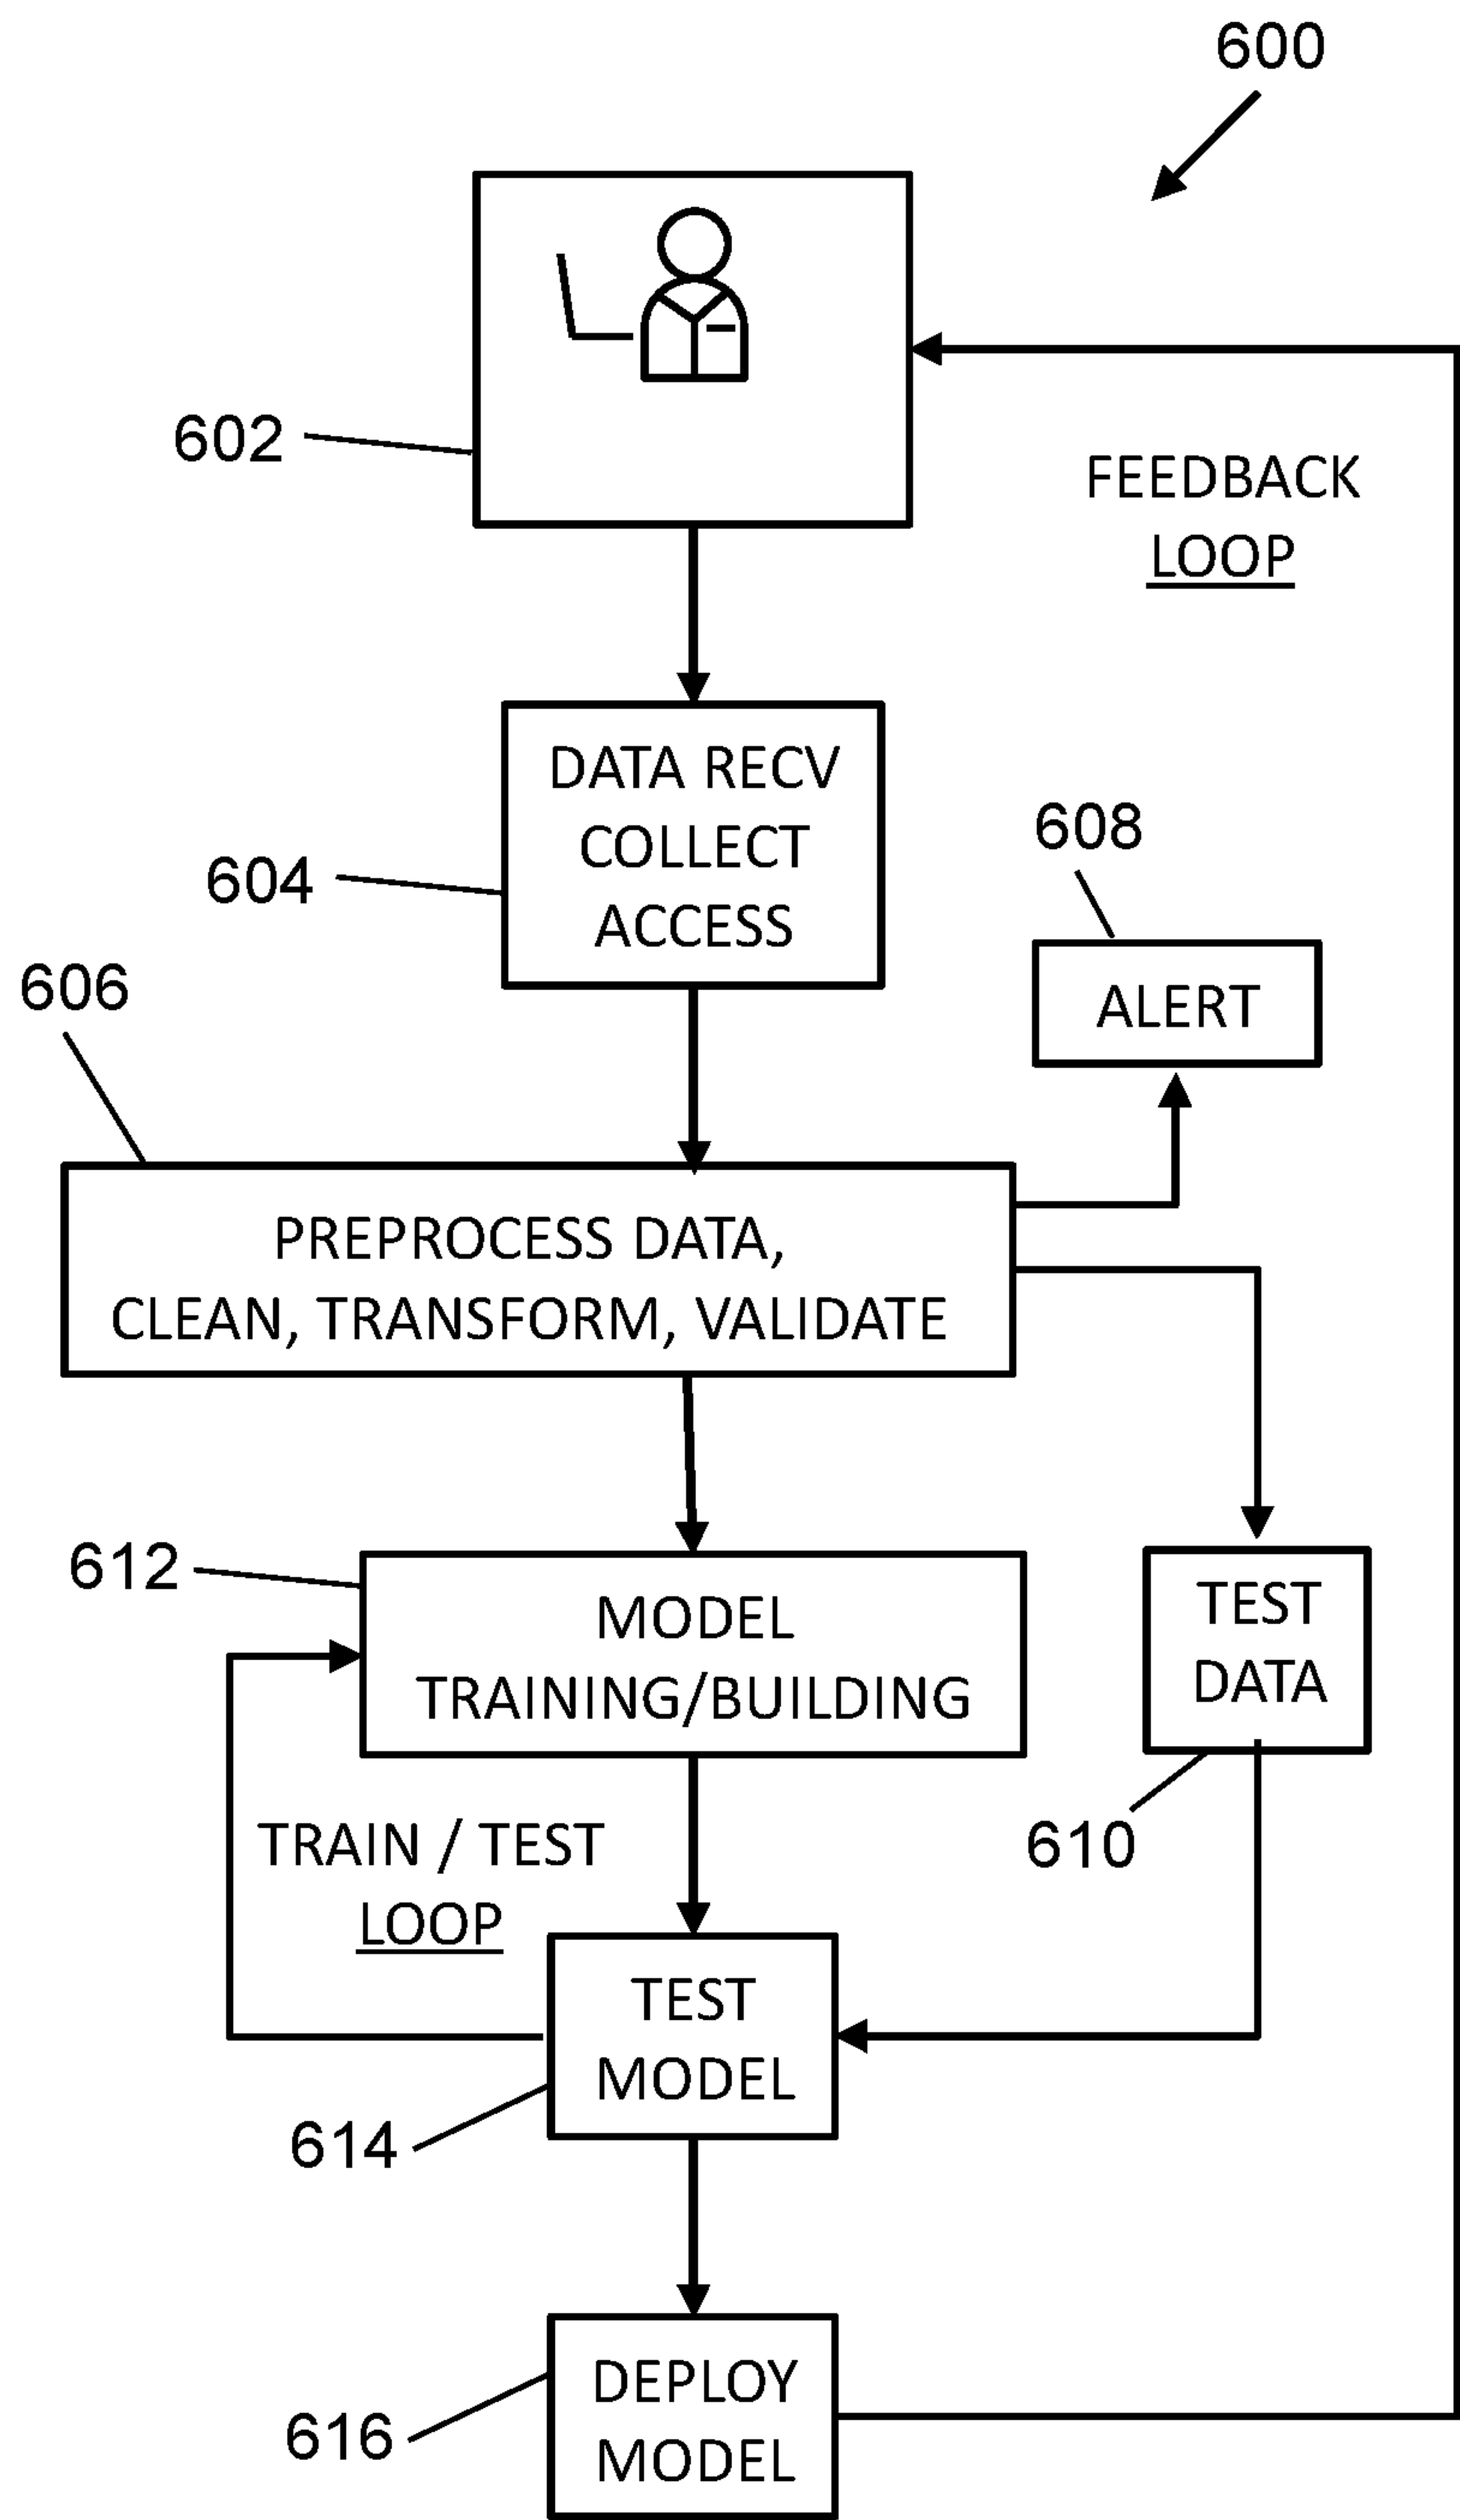 600
602
FEEDBACK
LOOP
DATA RECV
COLLECT
ACCESS
604
608
ALERT
606
PREPROCESS DATA,
CLEAN, TRANSFORM, VALIDATE
612
MODEL
TRAINING/BUILDING
TEST
DATA
610
TRAIN / TEST
LOOP
TEST
MODEL
614
DEPLOY
MODEL
616